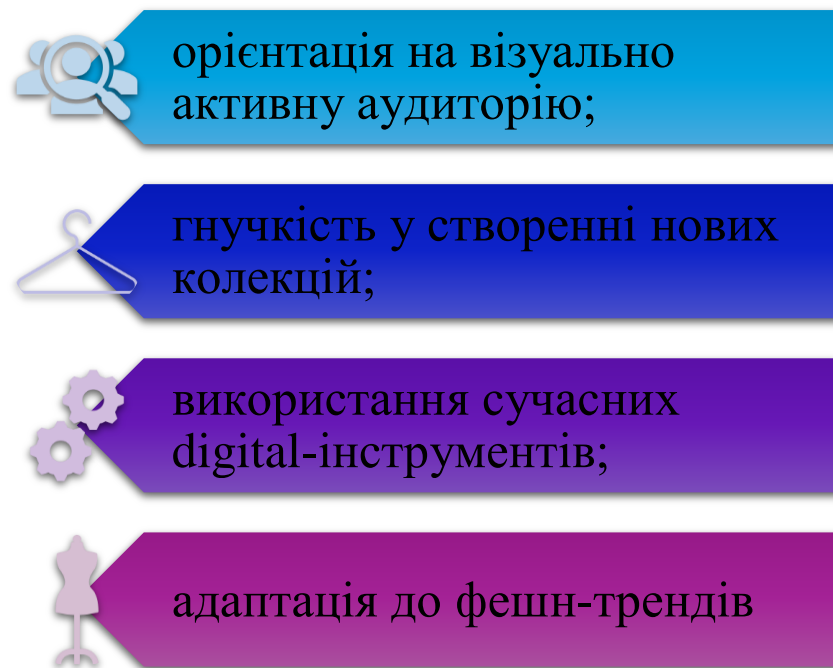 орієнтація на візуально
активну аудиторію;
гнучкість у створенні нових
колекцій;
використання сучасних
digital-інструментів;
адаптація до фешн-трендів